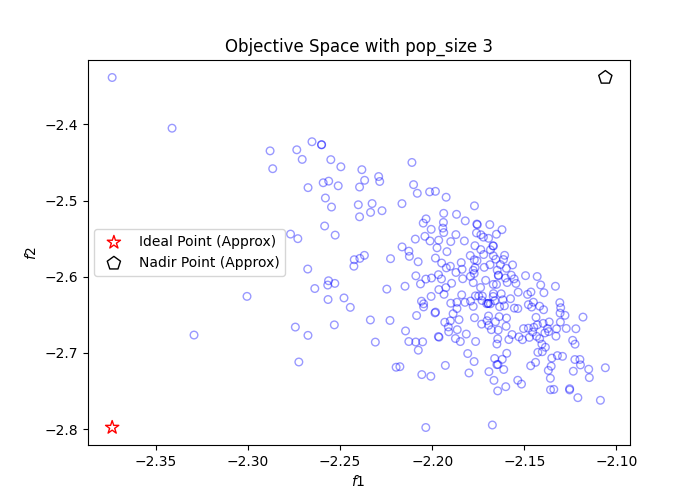 Objective Space with pop_size 3
f2
−2.4
−2.5
−2.6
−2.7
−2.8
Ideal Point (Approx)
Nadir Point (Approx)
−2.35
−2.30
−2.25
−2.20
−2.15
−2.10
f1